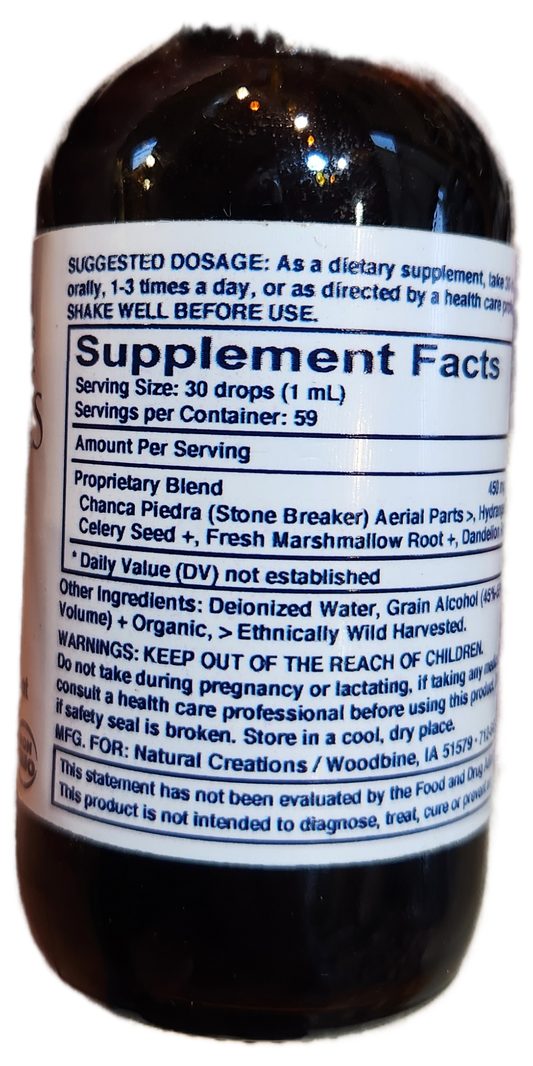 SUGGESTED DOSAGE: As a dietary supplement, take
orally, 1-3 times a day, or as directed by a health care
SHAKE WELL BEFORE USE.
Supplement Facts
Serving Size: 30 drops (1 mL)
Servings per Container: 59
Amount Per Serving
Proprietary Blend 450
Chanca Piedra (Stone Breaker) Aerial Parts >,
Celery Seed +, Fresh Marshmallow Root +, Dandelion
* Daily Value (DV) not established
Other Ingredients: Deionized Water, Grain Alcohol
Volume) + Organic, > Ethnically Wild Harvested.
WARNINGS: KEEP OUT OF THE REACH OF CHILDREN.
Do not take during pregnancy or lactating, if taking any
consult a health care professional before using this product.
if safety seal is broken. Store in a cool, dry place.
MFG. FOR: Natural Creations / Woodbine, IA 51579 •
This statement has not been evaluated by the Food and Drug
This product is not intended to diagnose, treat, cure or prevent